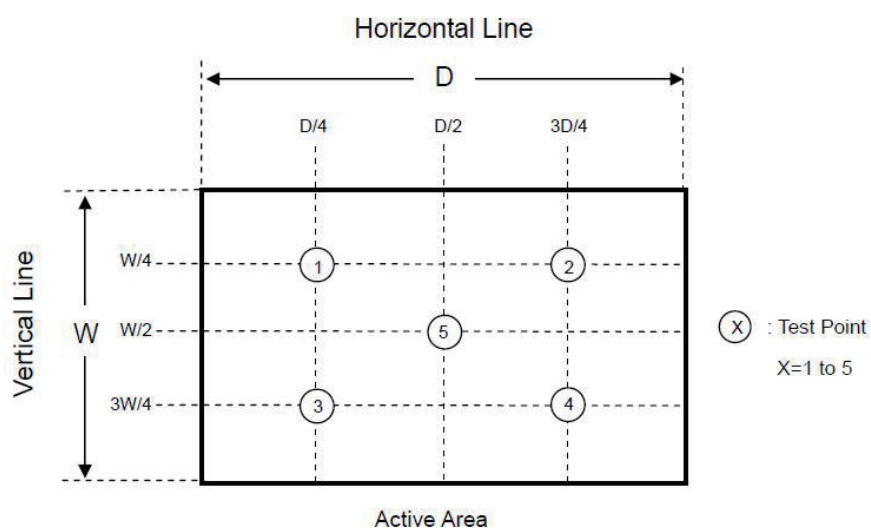 Horizontal Line
D
D/4 D/2 3D/4
Vertical Line
W
W/4
1 2
W/2
5
X : Test Point
X=1 to 5
3W/4
3 4
Active Area